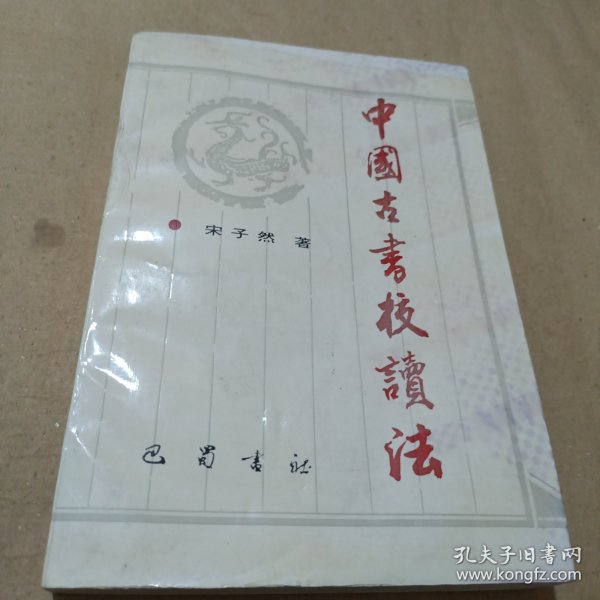 中國古書校讀法
宋子然 著
巴蜀書社
孔夫子旧书网
www.kongfz.com